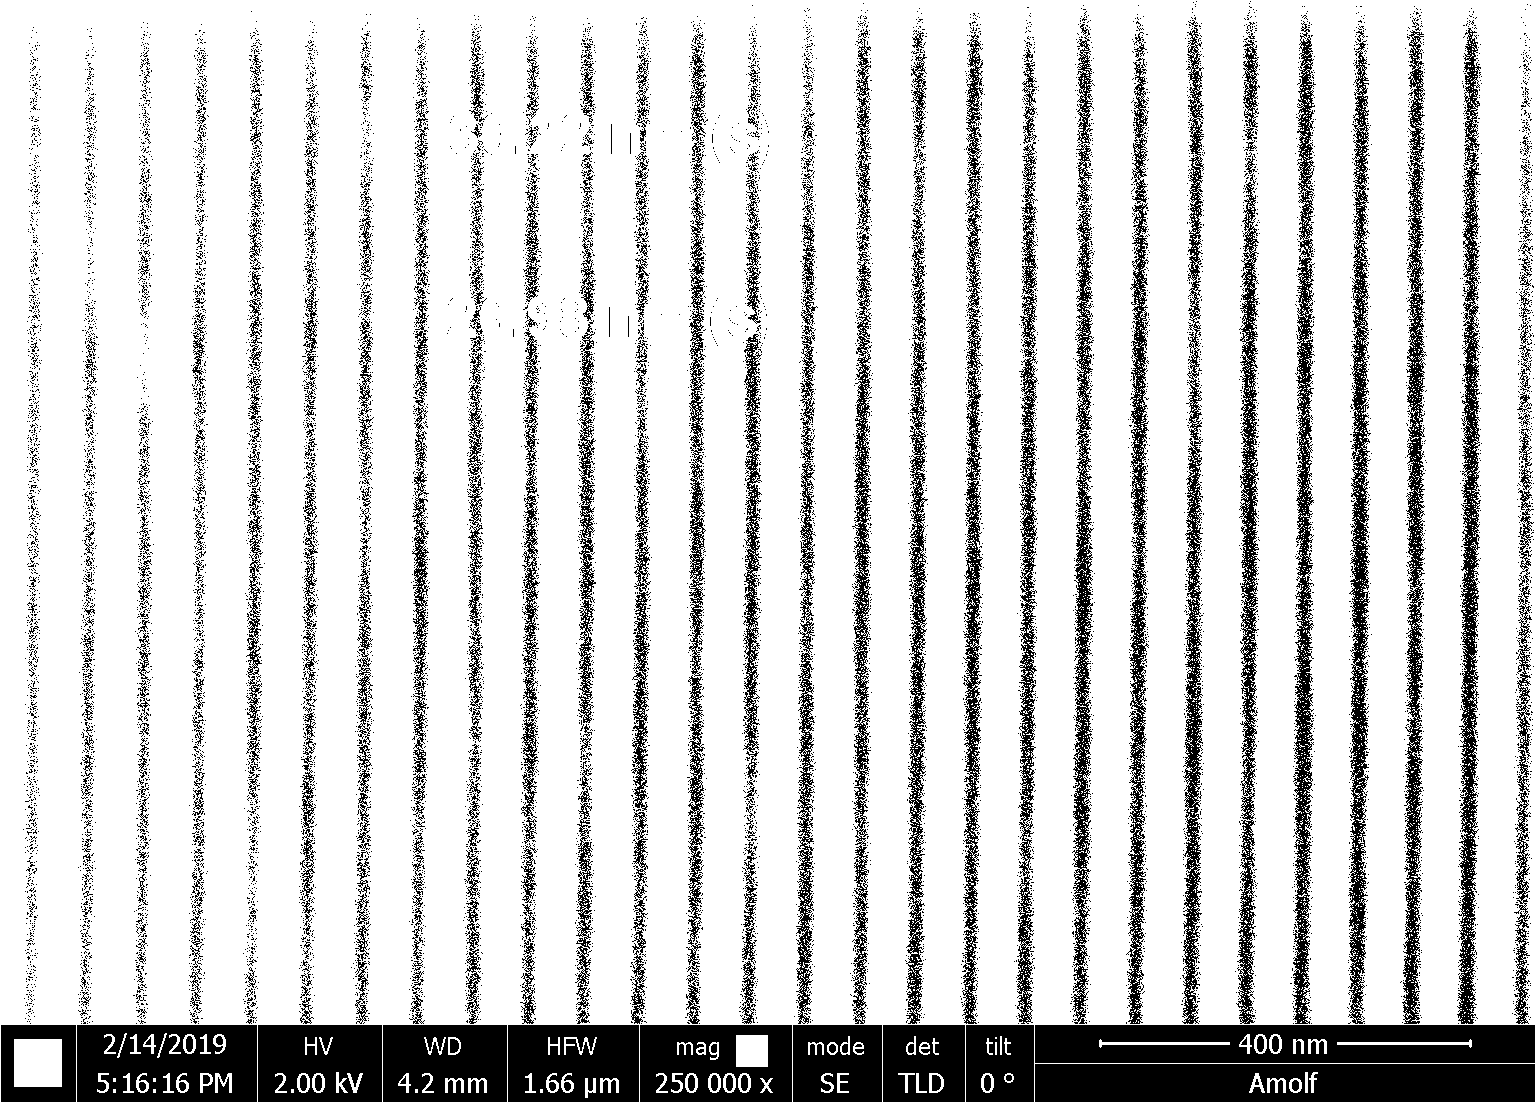 2/14/2019
5:16:16 PM
HV
2.00 kV
WD
4.2 mm
HFW
1.66 µm
mag
250 000 x
mode
SE
det
TLD
tilt
0 °
400 nm
Amolf